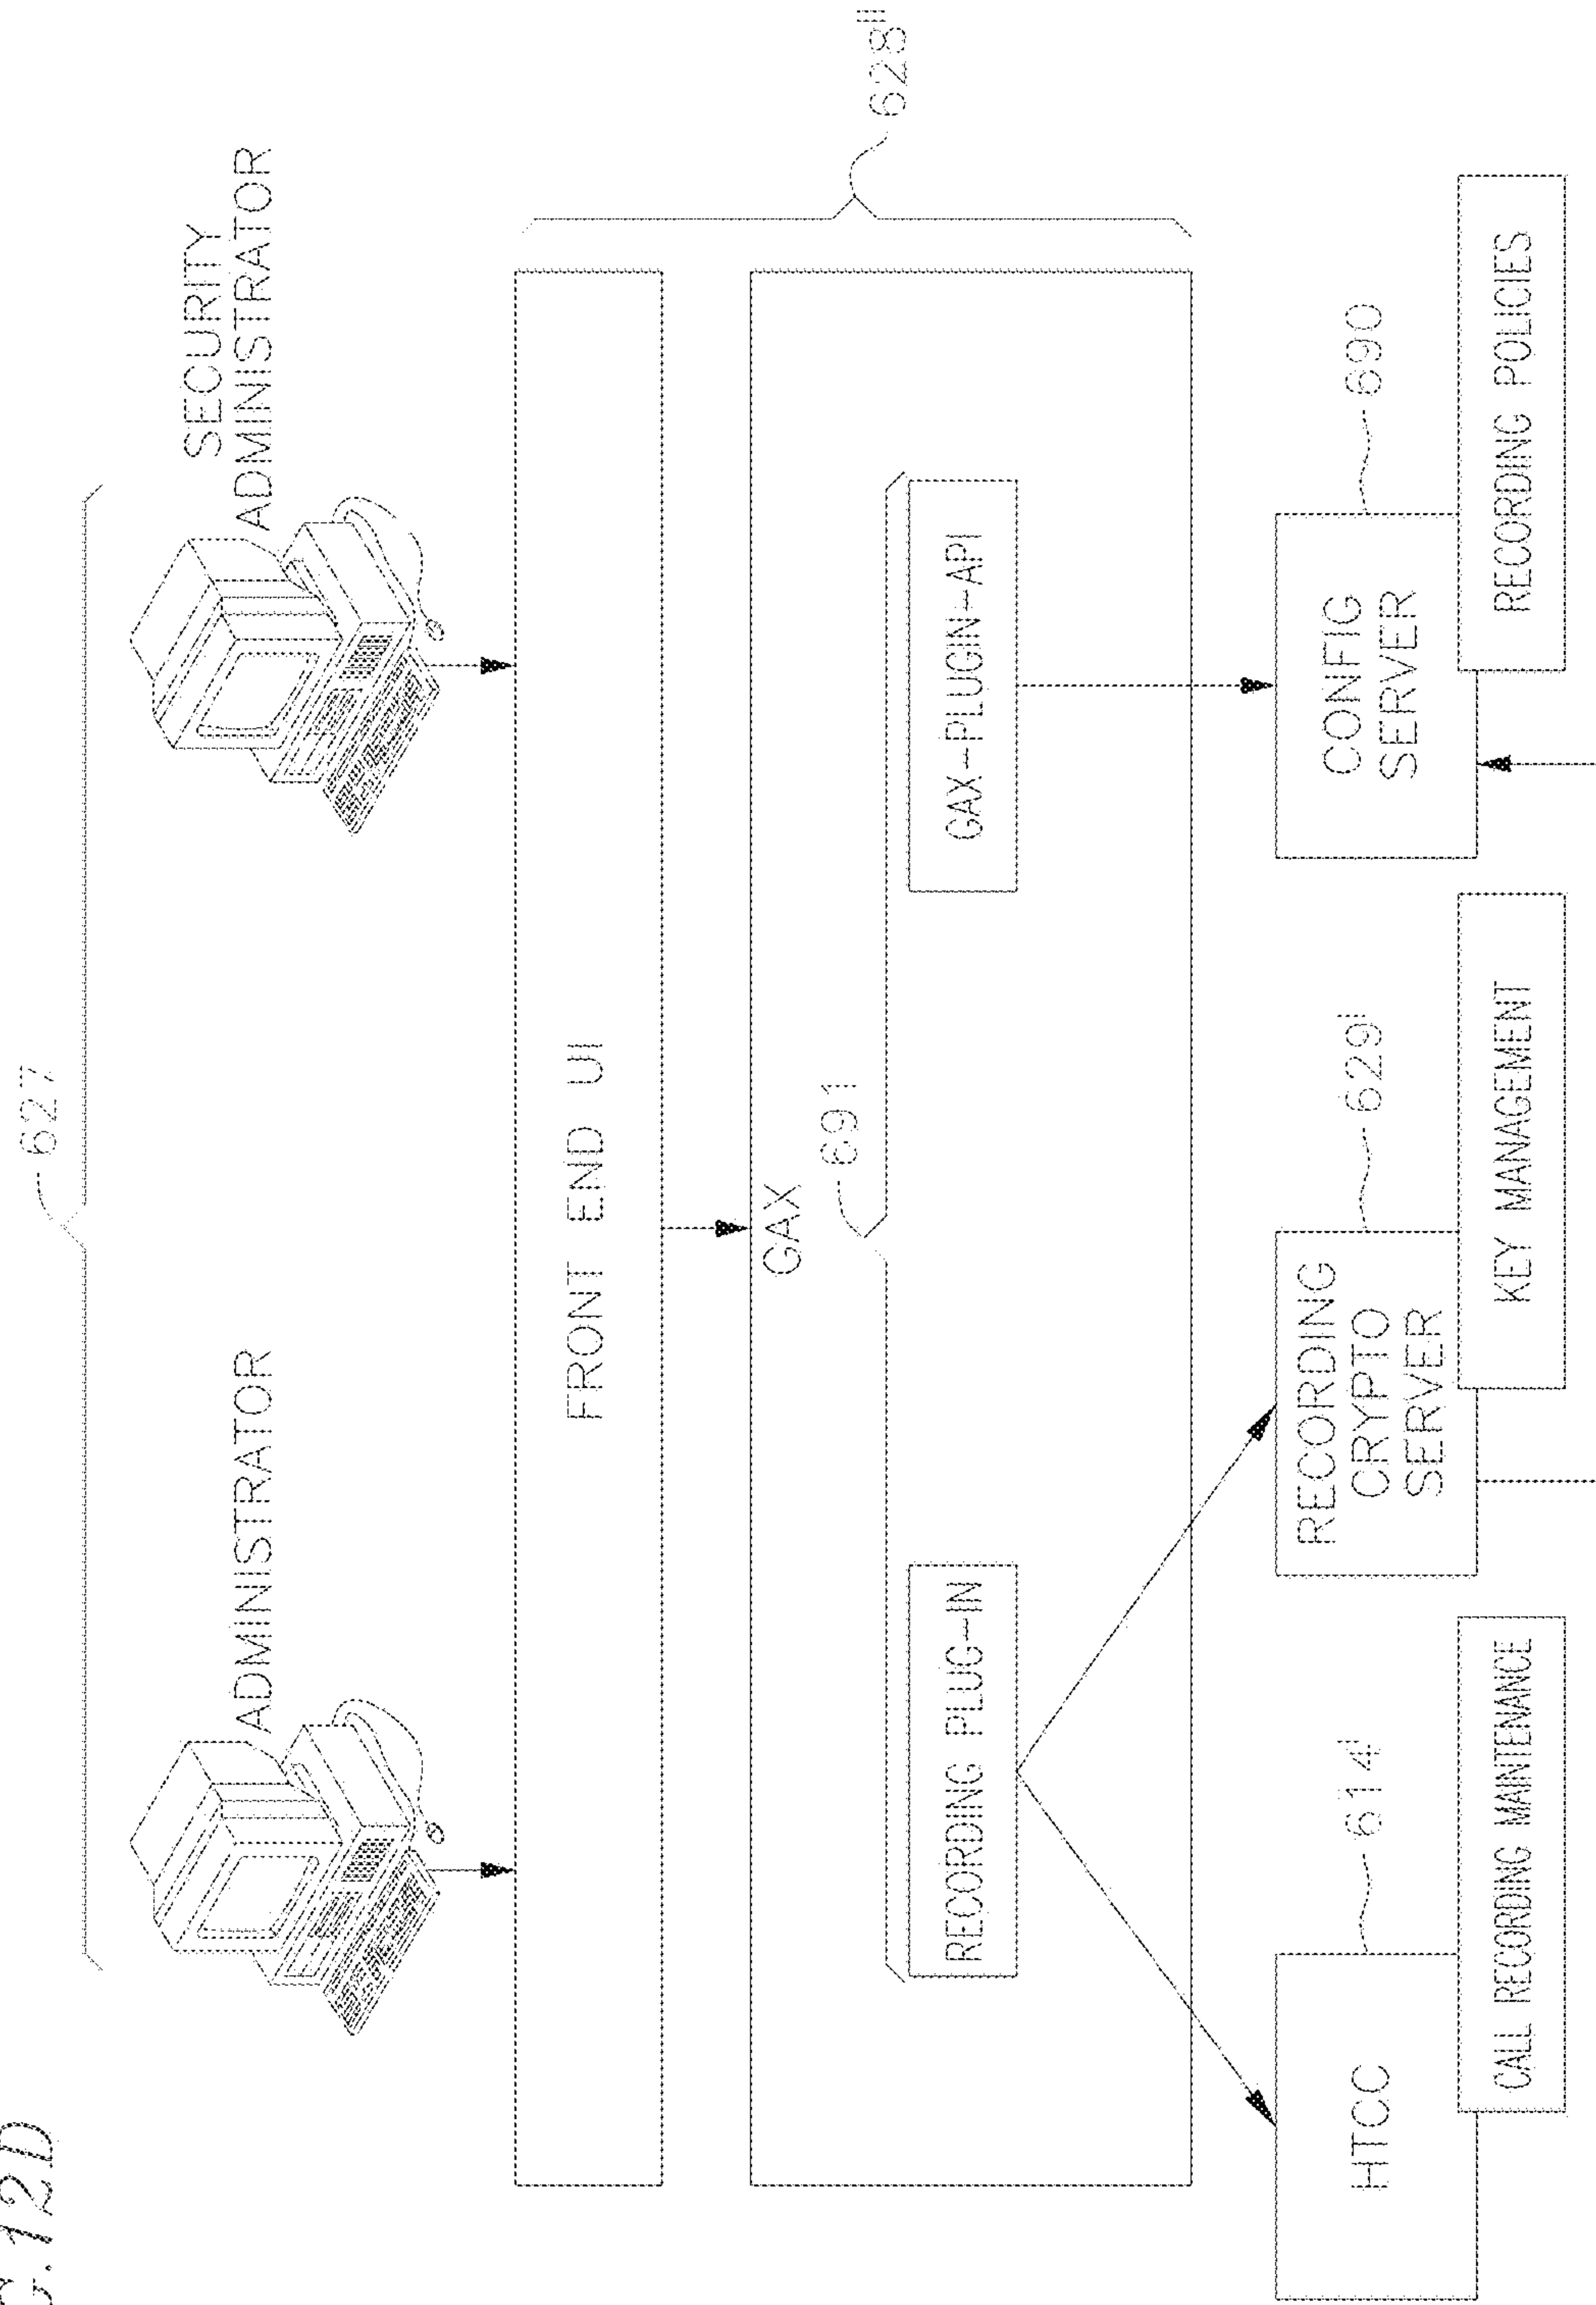 G.12D
627
ADMINISTRATOR
SECURITY
ADMINISTRATOR
FRONT END UI
628'''
GAX
691
RECORDING PLUG-IN
GAX-PLUGIN-API
HTCC
614''
CALL RECORDING MAINTENANCE
RECORDING
CRYPTO
SERVER
629'
KEY MANAGEMENT
CONFIG
SERVER
690
RECORDING POLICIES